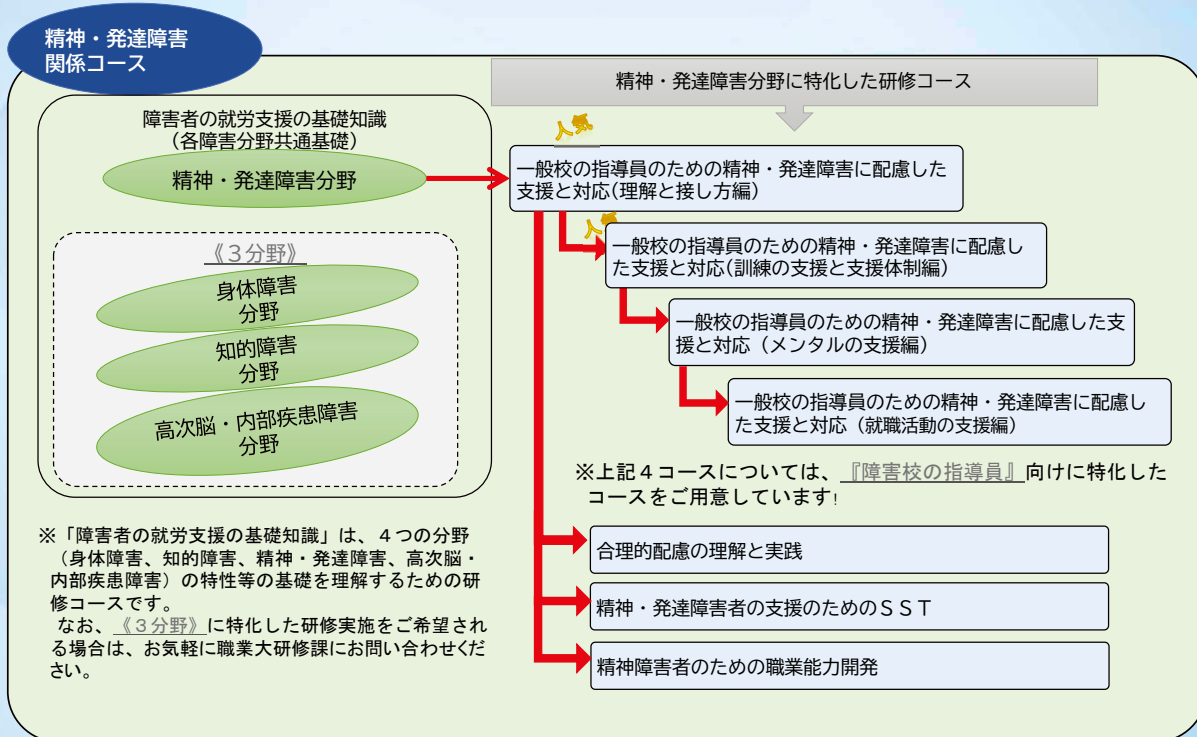 精神・発達障害
関係コース
障害者の就労支援の基礎知識
(各障害分野共通基礎)
精神・発達障害分野
《３分野》
身体障害
分野
知的障害
分野
高次脳・内部疾患障害
分野
※「障害者の就労支援の基礎知識」は、４つの分野
（身体障害、知的障害、精神・発達障害、高次脳・
内部疾患障害）の特性等の基礎を理解するための研
修コースです。
なお、《３分野》に特化した研修実施をご希望され
る場合は、お気軽に職業大研修課にお問い合わせくだ
さい。
精神・発達障害分野に特化した研修コース
人気
一般校の指導員のための精神・発達障害に配慮した
支援と対応(理解と接し方編）
人気
一般校の指導員のための精神・発達障害に配慮し
た支援と対応(訓練の支援と支援体制編）
一般校の指導員のための精神・発達障害に配慮した支
援と対応（メンタルの支援編）
一般校の指導員のための精神・発達障害に配慮し
た支援と対応（就職活動の支援編）
※上記４コースについては、『障害校の指導員』向けに特化した
コースをご用意しています!
合理的配慮の理解と実践
精神・発達障害者の支援のためのＳＳＴ
精神障害者のための職業能力開発